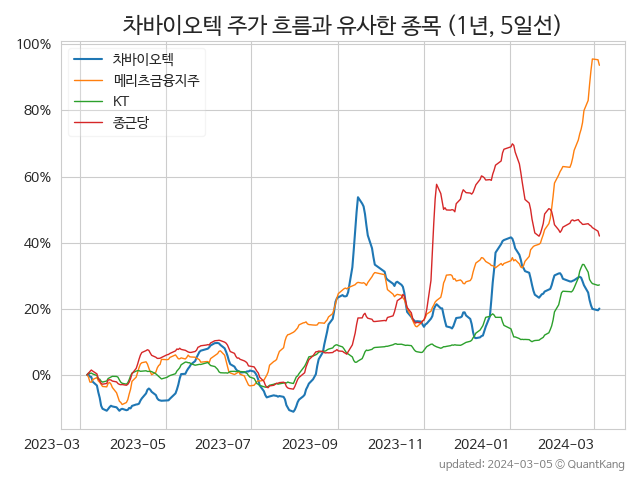 차바이오텍 주가 흐름과 유사한 종목 (1년, 5일선)
100%
80%
60%
40%
20%
0%
차바이오텍
메리츠금융지주
KT
종근당
2023-03
2023-05
2023-07
2023-09
2023-11
2024-01
2024-03
updated: 2024-03-05 © QuantKang